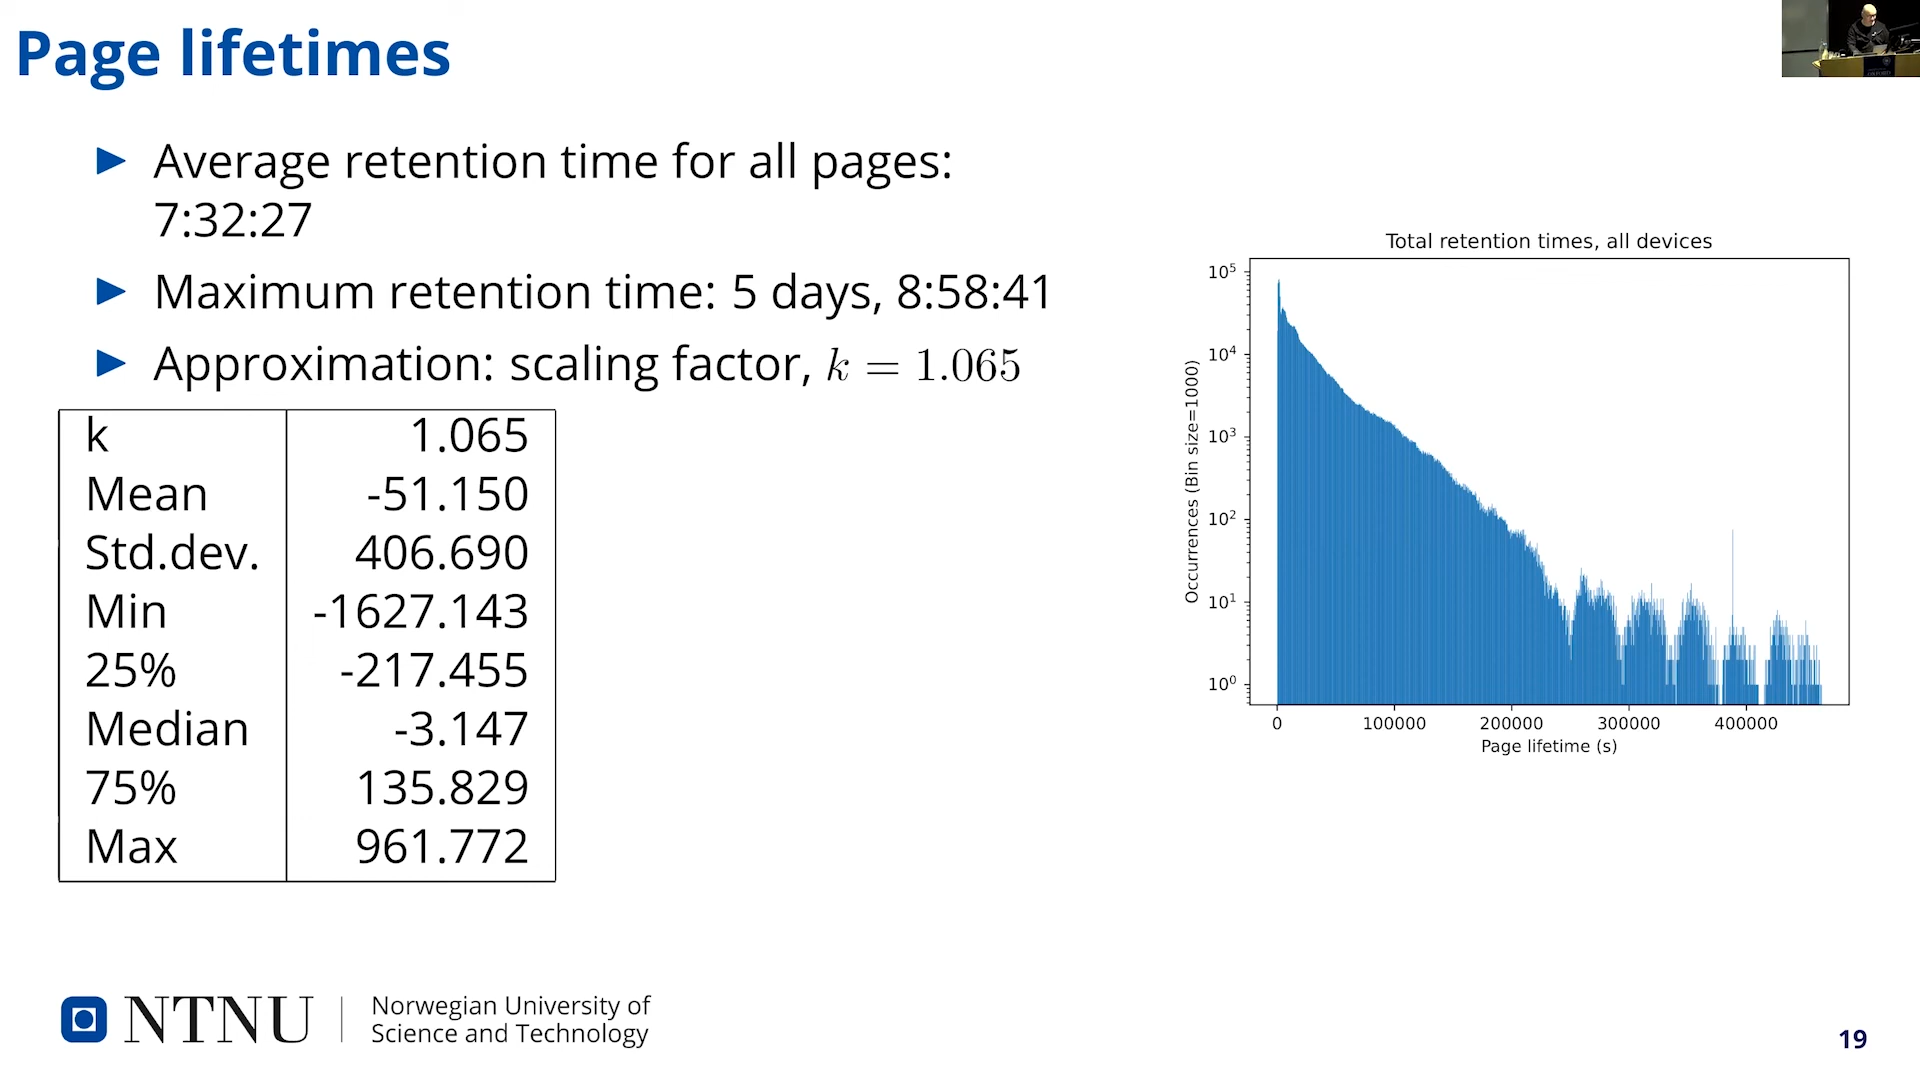 Page lifetimes
Average retention time for all pages:
7:32:27
Maximum retention time: 5 days, 8:58:41
Approximation: scaling factor, k = 1.065
k 1.065
Mean -51.150
Std.dev. 406.690
Min -1627.143
25% -217.455
Median -3.147
75% 135.829
Max 961.772
Total retention times, all devices
Occurrences (Bin size=1000)
10⁵
10⁴
10³
10²
10¹
10⁰
0 100000 200000 300000 400000
Page lifetime (s)
NTNU
Norwegian University of
Science and Technology
19
OXFORD